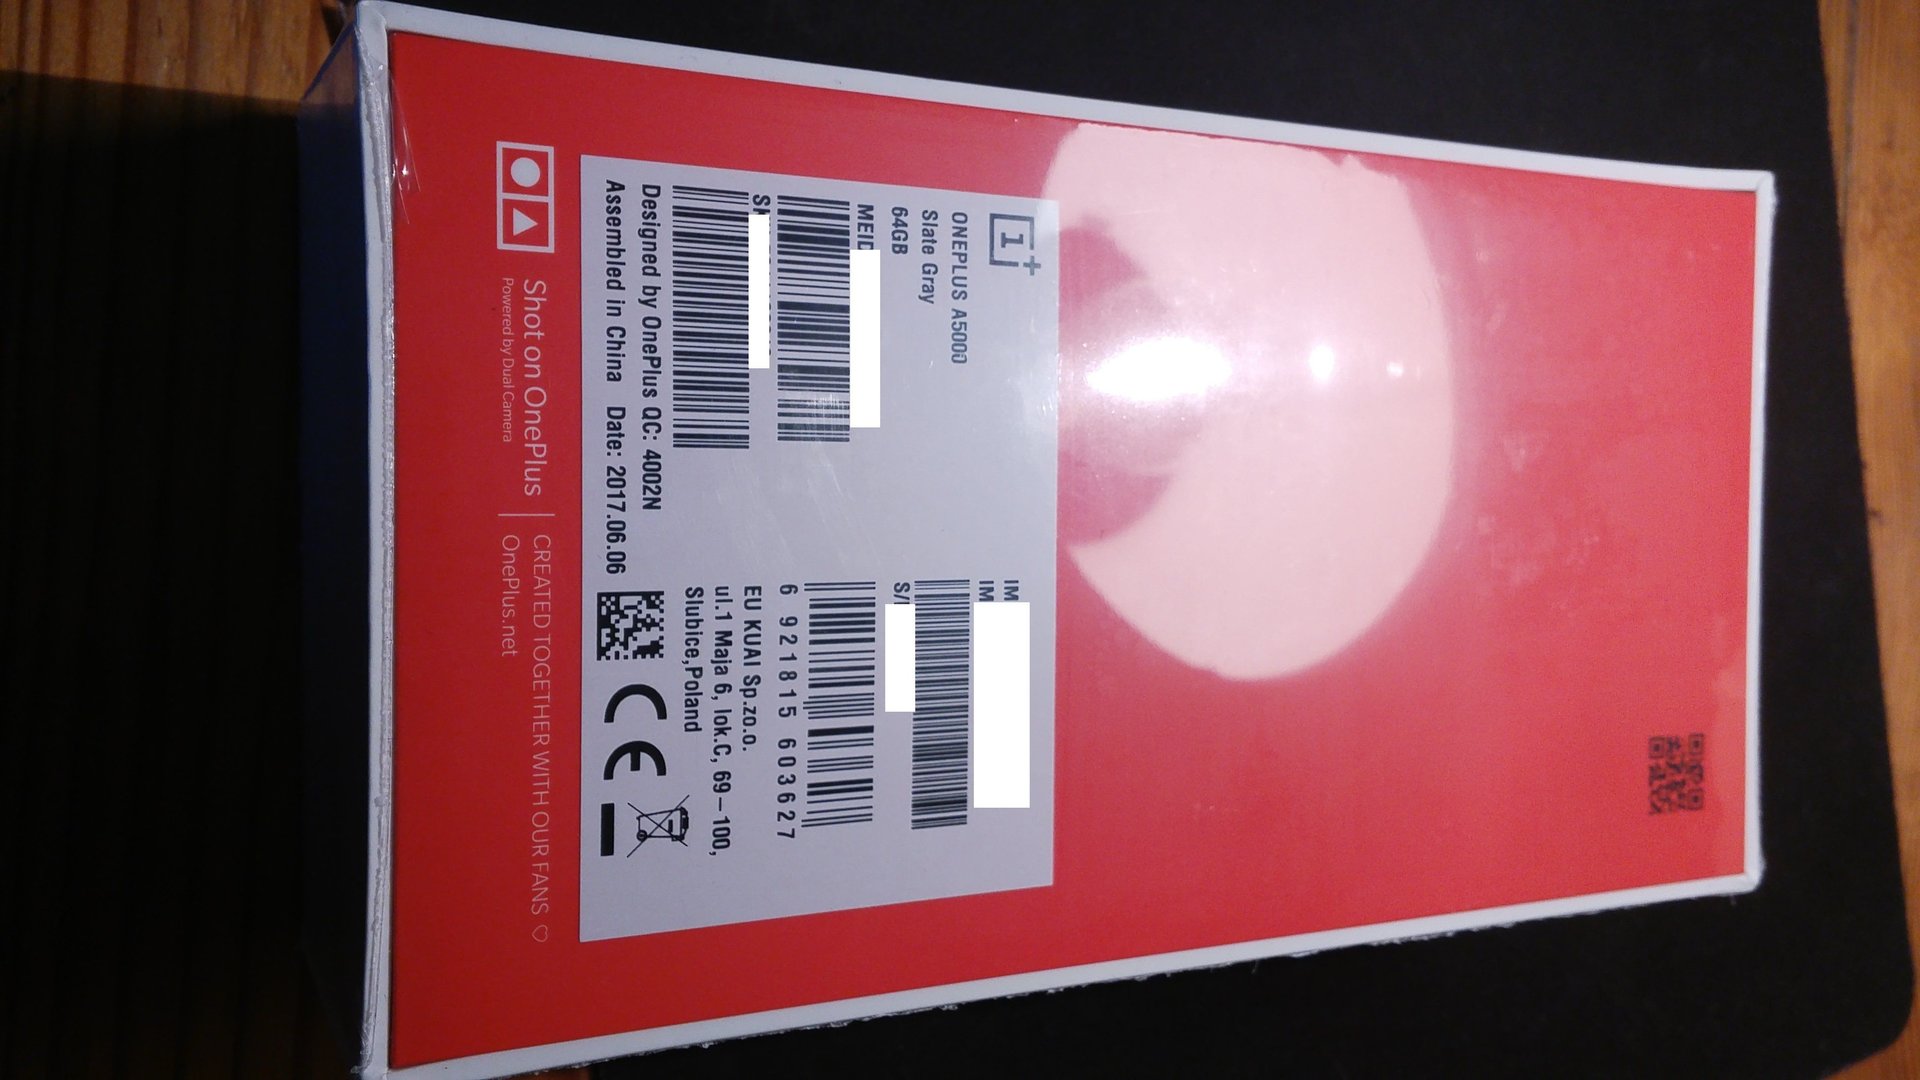 1+
ONEPLUS A5000
Slate Gray
64GB
MEID
Designed by OnePlus QC: 4002N
Assembled in China Date: 2017.06.06
IM
IM
S/
6 921815 603627
EU KUAI Sp.zo.o.
ul.1 Maja 6, lok.C, 69-100,
Slubice,Poland
CE
Shot on OnePlus
Powered by Dual Camera
CREATED TOGETHER WITH OUR FANS ♡
OnePlus.net